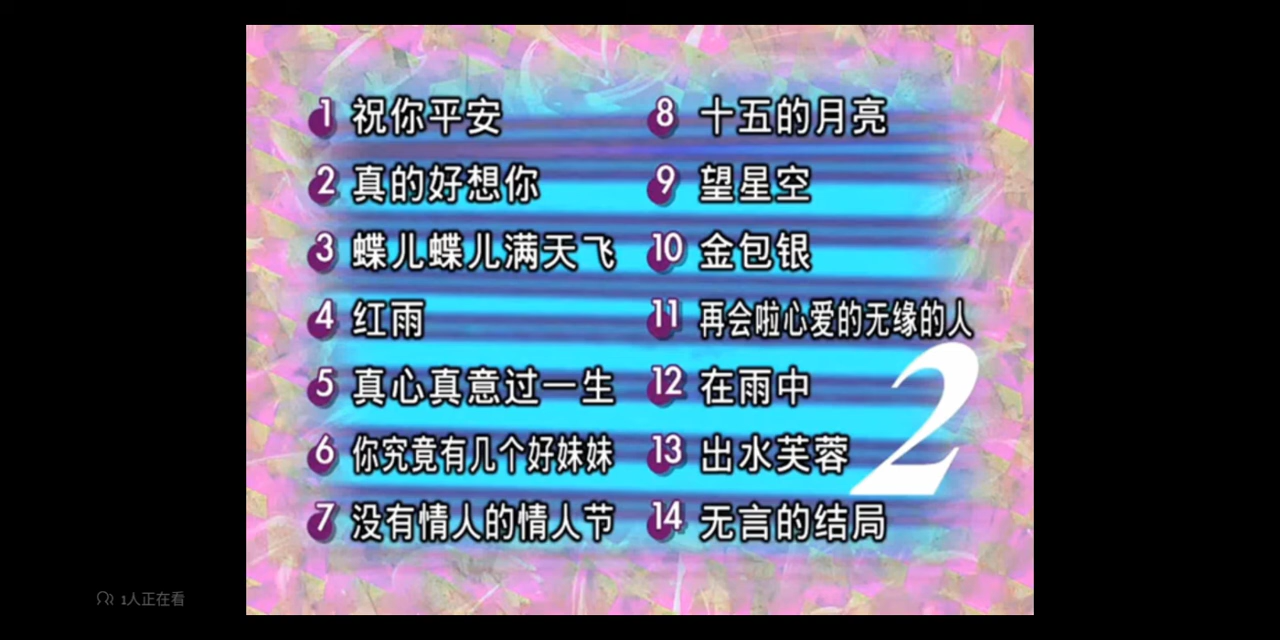 1 祝你平安
2 真的好想你
3 蝶儿蝶儿满天飞
4 红雨
5 真心真意过一生
6 你究竟有几个好妹妹
7 没有情人的情人节
8 十五的月亮
9 望星空
10 金包银
11 再会啦心爱的无缘的人
12 在雨中
13 出水芙蓉
14 无言的结局
2
1人正在看